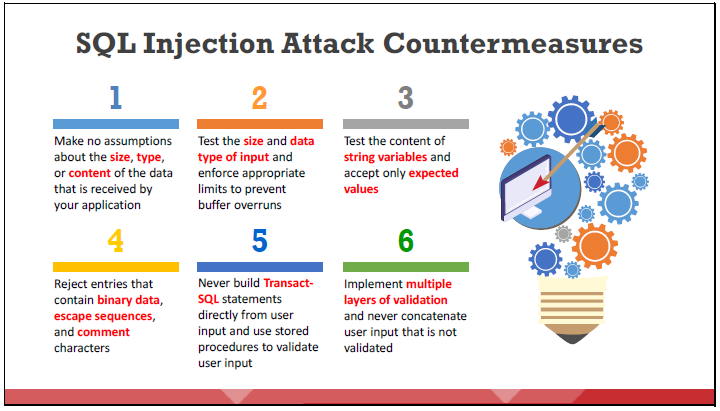 SQL Injection Attack Countermeasures
1
Make no assumptions
about the size, type,
or content of the data
that is received by
your application
2
Test the size and data
type of input and
enforce appropriate
limits to prevent
buffer overruns
3
Test the content of
string variables and
accept only expected
values
4
Reject entries that
contain binary data,
escape sequences,
and comment
characters
5
Never build Transact-
SQL statements
directly from user
input and use stored
procedures to validate
user input
6
Implement multiple
layers of validation
and never concatenate
user input that is not
validated